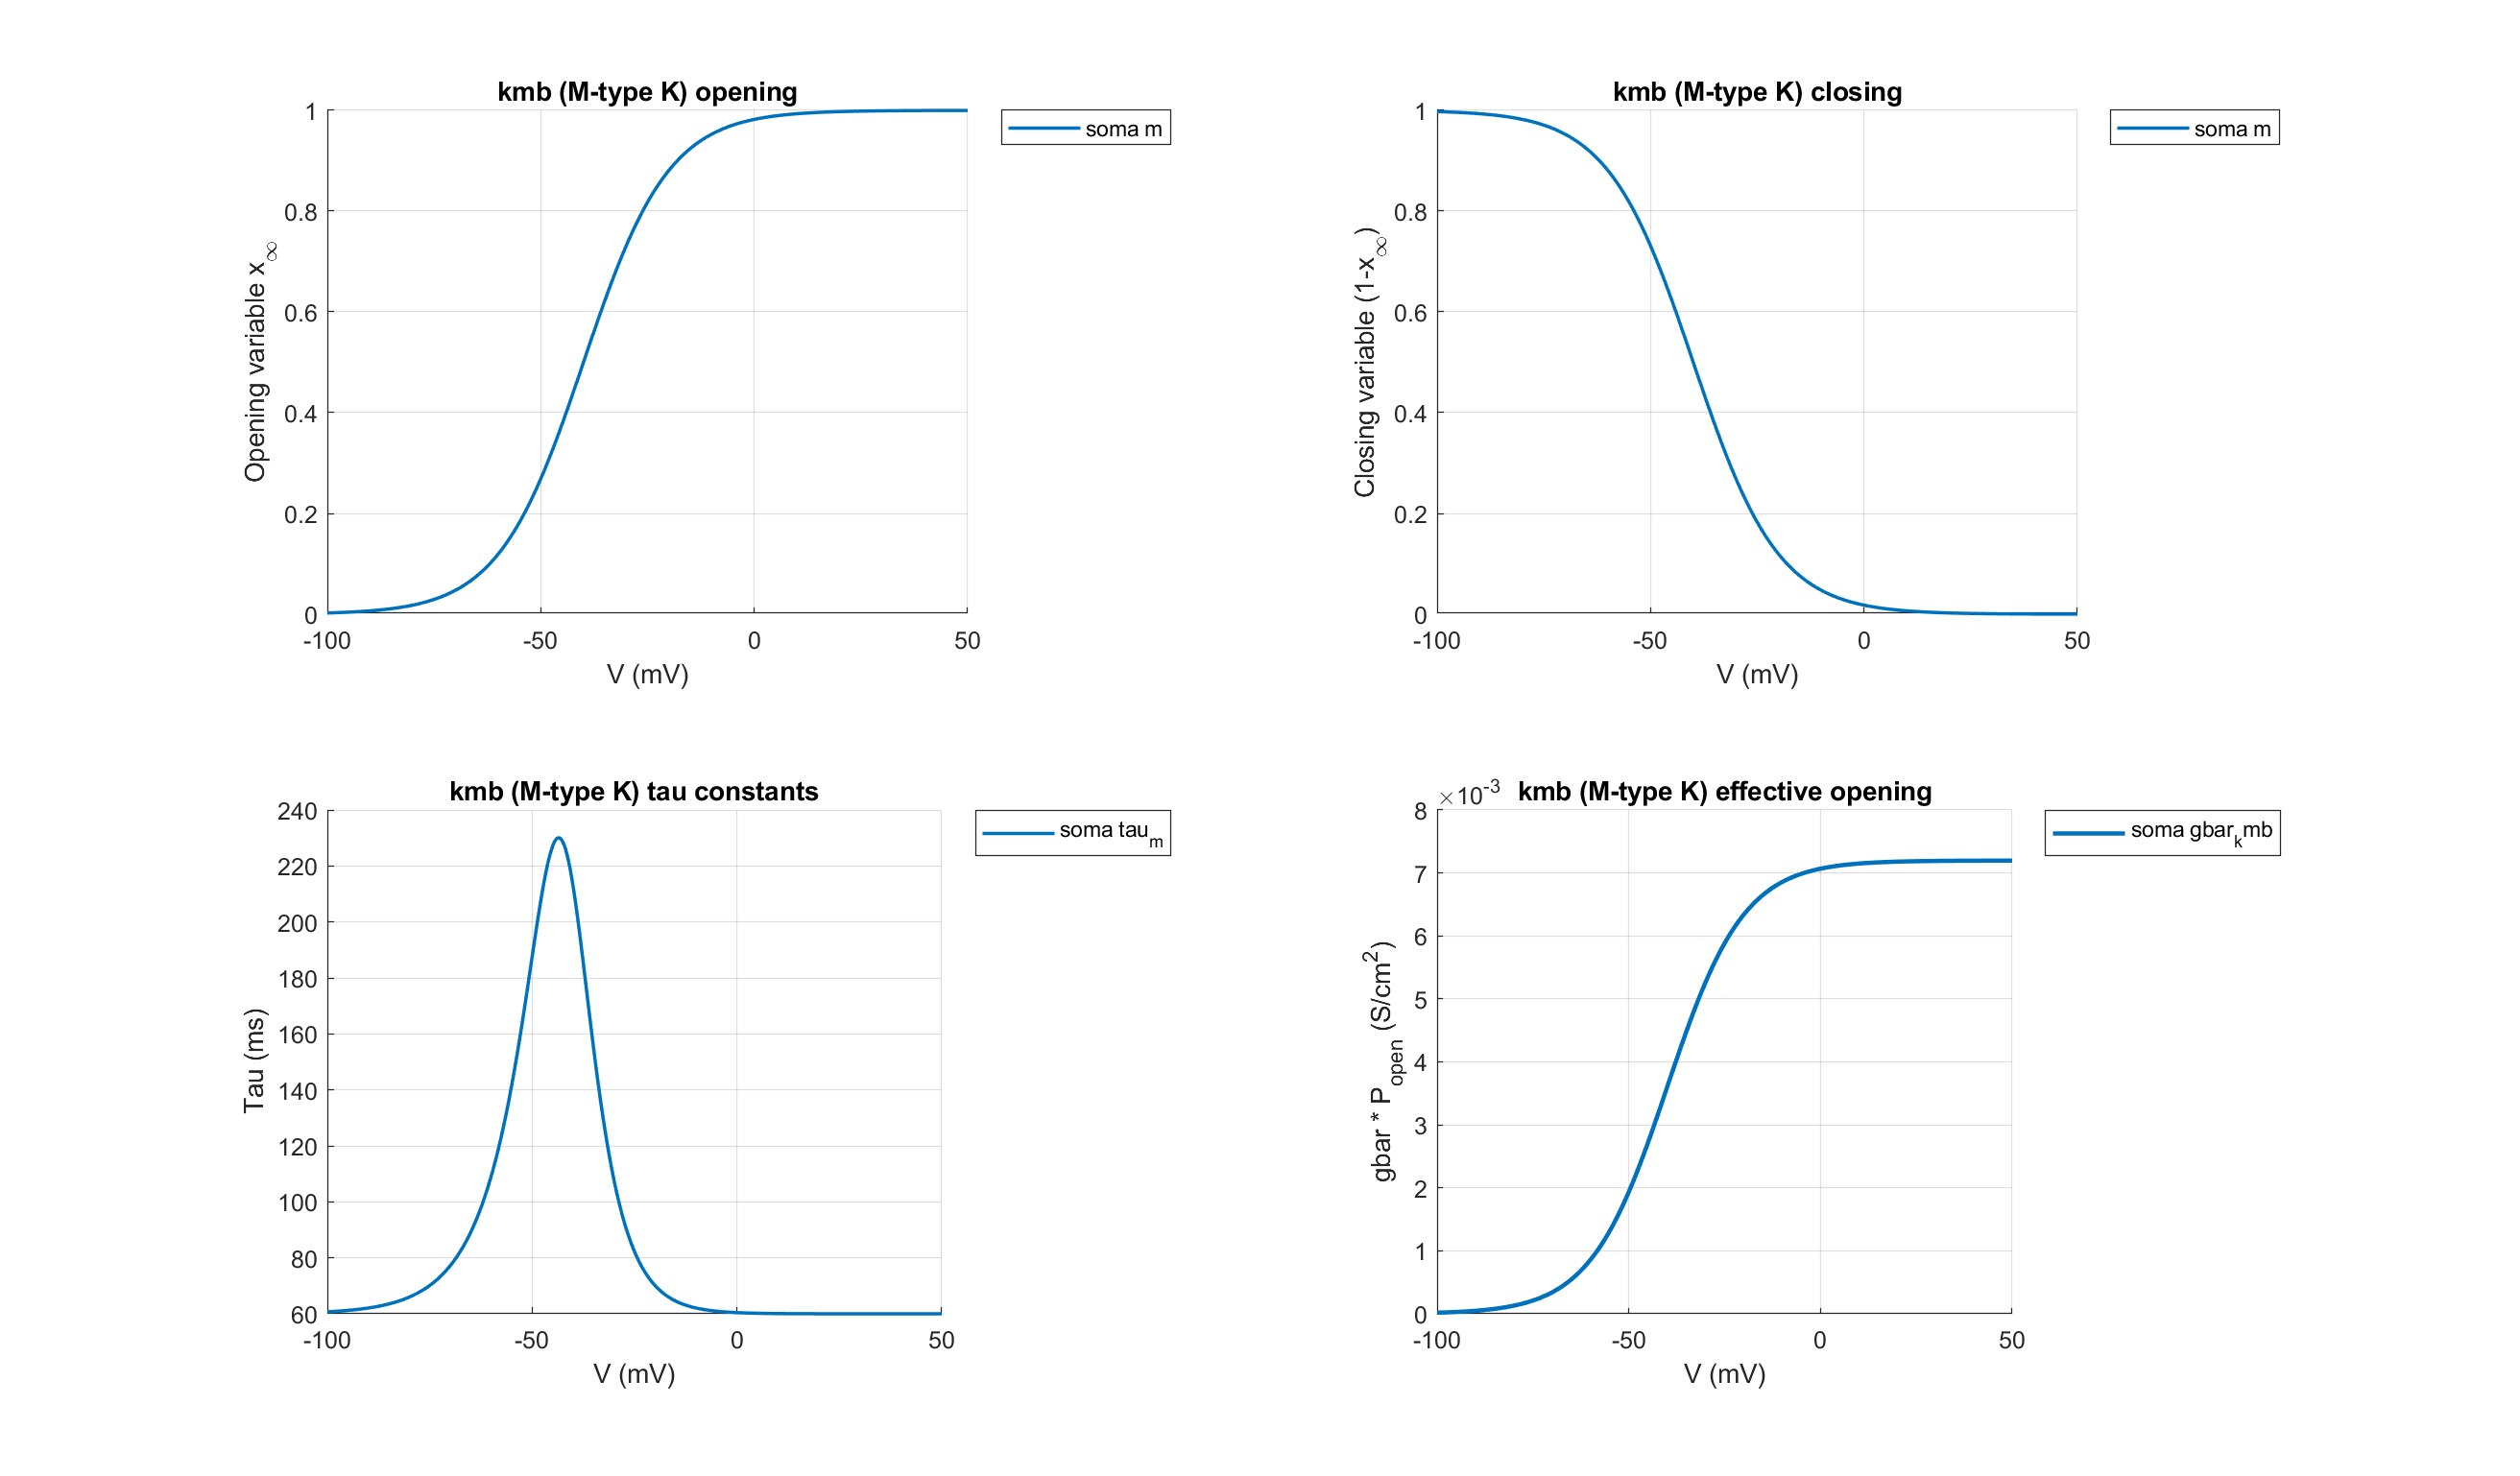 kmb (M-type K) opening
1
0.8
0.6
0.4
0.2
0
-100 -50 0 50
V (mV)
Opening variable x∞
soma m
kmb (M-type K) closing
1
0.8
0.6
0.4
0.2
0
-100 -50 0 50
V (mV)
Closing variable (1-x∞)
soma m
kmb (M-type K) tau constants
240
220
200
180
160
140
120
100
80
60
-100 -50 0 50
V (mV)
Tau (ms)
soma tau_m
×10^-3 kmb (M-type K) effective opening
8
7
6
5
4
3
2
1
0
-100 -50 0 50
V (mV)
gbar * P_open (S/cm²)
soma gbar_kmb